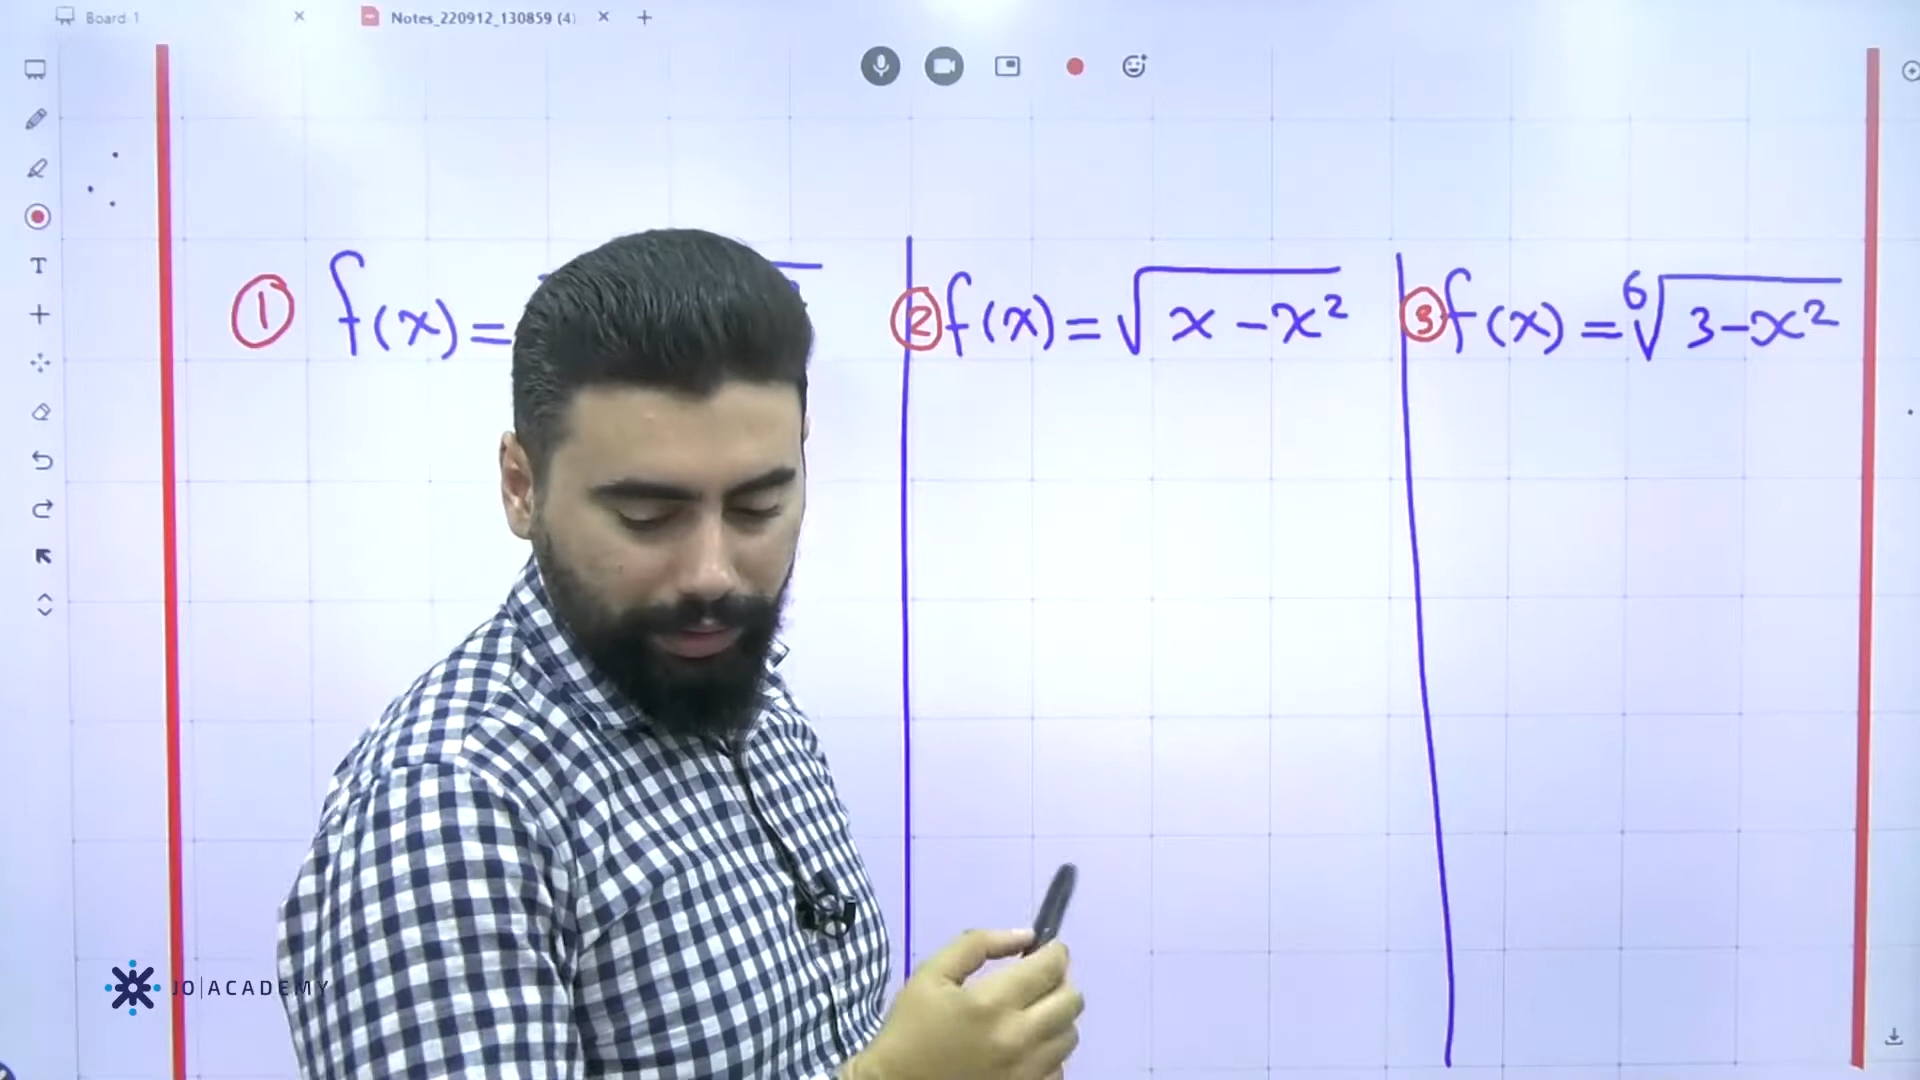 Board 1
Notes_220912_130859 (4)
① f(x) =
② f(x) = √x - x²
③ f(x) = ⁶√3 - x²
JO|ACADEMY